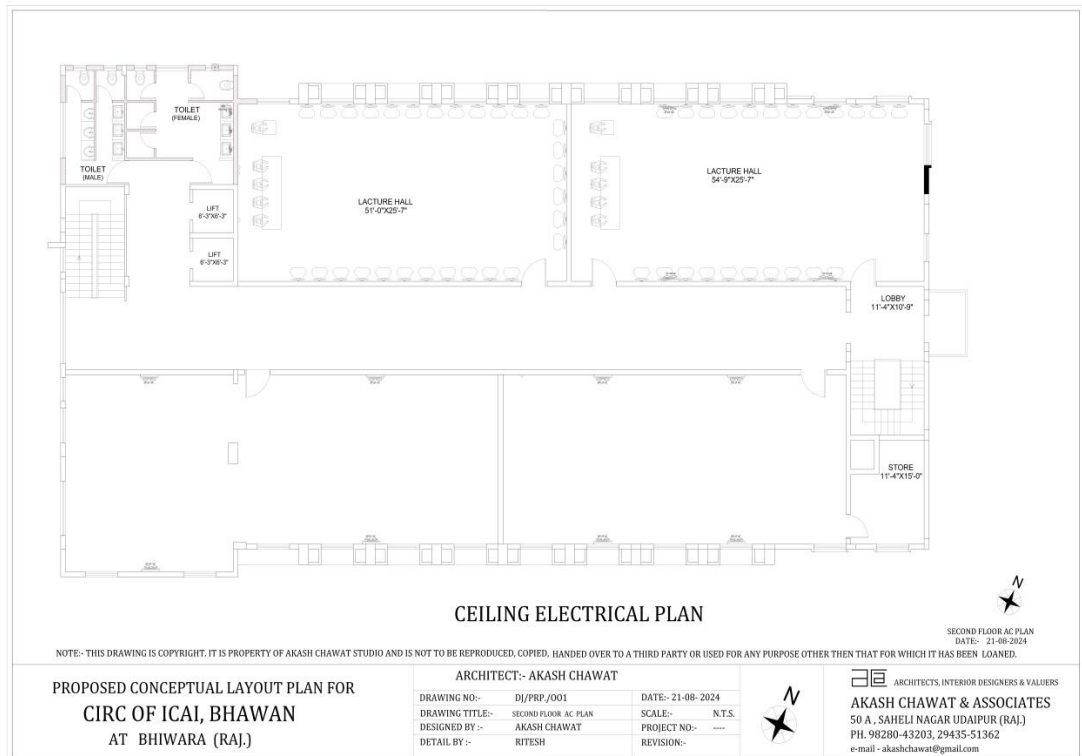 TOILET
(FEMALE)
TOILET
(MALE)
LIFT
6'-3"X6'-3"
LIFT
6'-3"X6'-3"
LACTURE HALL
51'-0"X25'-7"
LACTURE HALL
54'-9"X25'-7"
LOBBY
11'-4"X10'-9"
STORE
11'-4"X15'-0"
CEILING ELECTRICAL PLAN
N
SECOND FLOOR AC PLAN
DATE:- 21-08-2024
NOTE:- THIS DRAWING IS COPYRIGHT. IT IS PROPERTY OF AKASH CHAWAT STUDIO AND IS NOT TO BE REPRODUCED, COPIED, HANDED OVER TO A THIRD PARTY OR USED FOR ANY PURPOSE OTHER THEN THAT FOR WHICH IT HAS BEEN LOANED.
PROPOSED CONCEPTUAL LAYOUT PLAN FOR
CIRC OF ICAI, BHAWAN
AT BHIWARA (RAJ.)
ARCHITECT:- AKASH CHAWAT
DRAWING NO:- DJ/PRP./001 DATE:- 21-08- 2024
DRAWING TITLE:- SECOND FLOOR AC PLAN SCALE:- N.T.S.
DESIGNED BY :- AKASH CHAWAT PROJECT NO:- ----
DETAIL BY :- RITESH REVISION:-
N
ARCHITECTS, INTERIOR DESIGNERS & VALUERS
AKASH CHAWAT & ASSOCIATES
50 A , SAHELI NAGAR UDAIPUR (RAJ.)
PH. 98280-43203, 29435-51362
e-mail - akashchawat@gmail.com